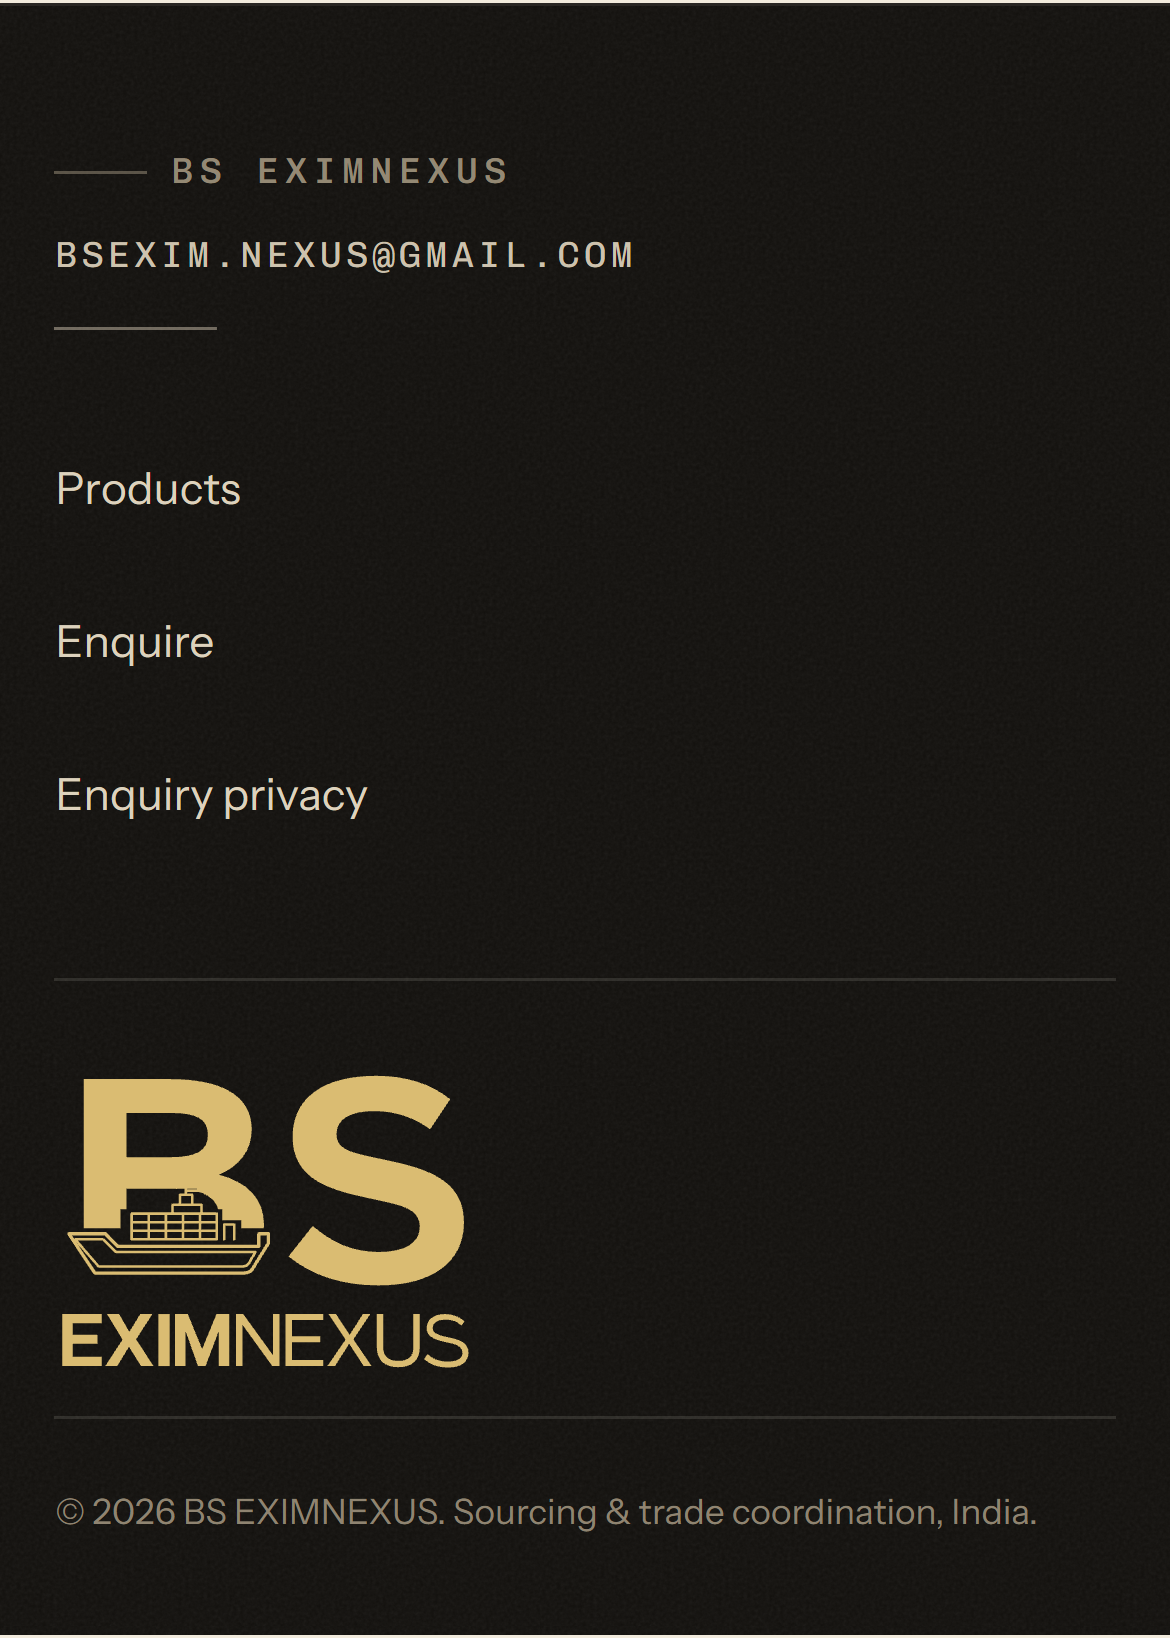 BS EXIMNEXUS
BSEXIM.NEXUS@GMAIL.COM
Products
Enquire
Enquiry privacy
BS
EXIMNEXUS
© 2026 BS EXIMNEXUS. Sourcing & trade coordination, India.